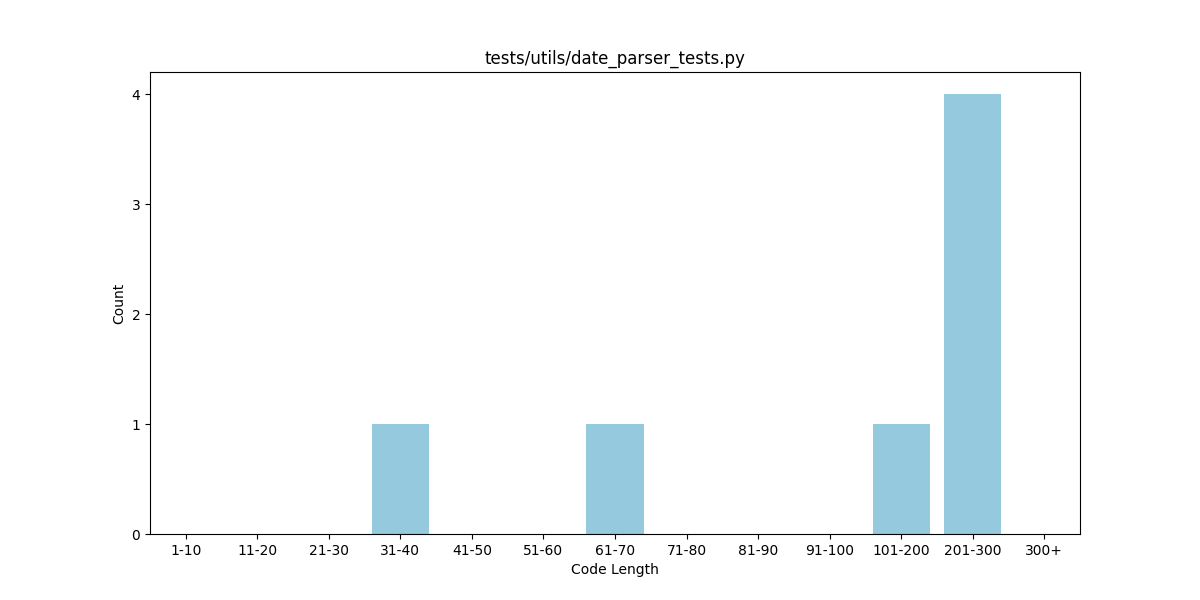 tests/utils/date_parser_tests.py
4
3
2
1
0
Count
1-10 11-20 21-30 31-40 41-50 51-60 61-70 71-80 81-90 91-100 101-200 201-300 300+
Code Length